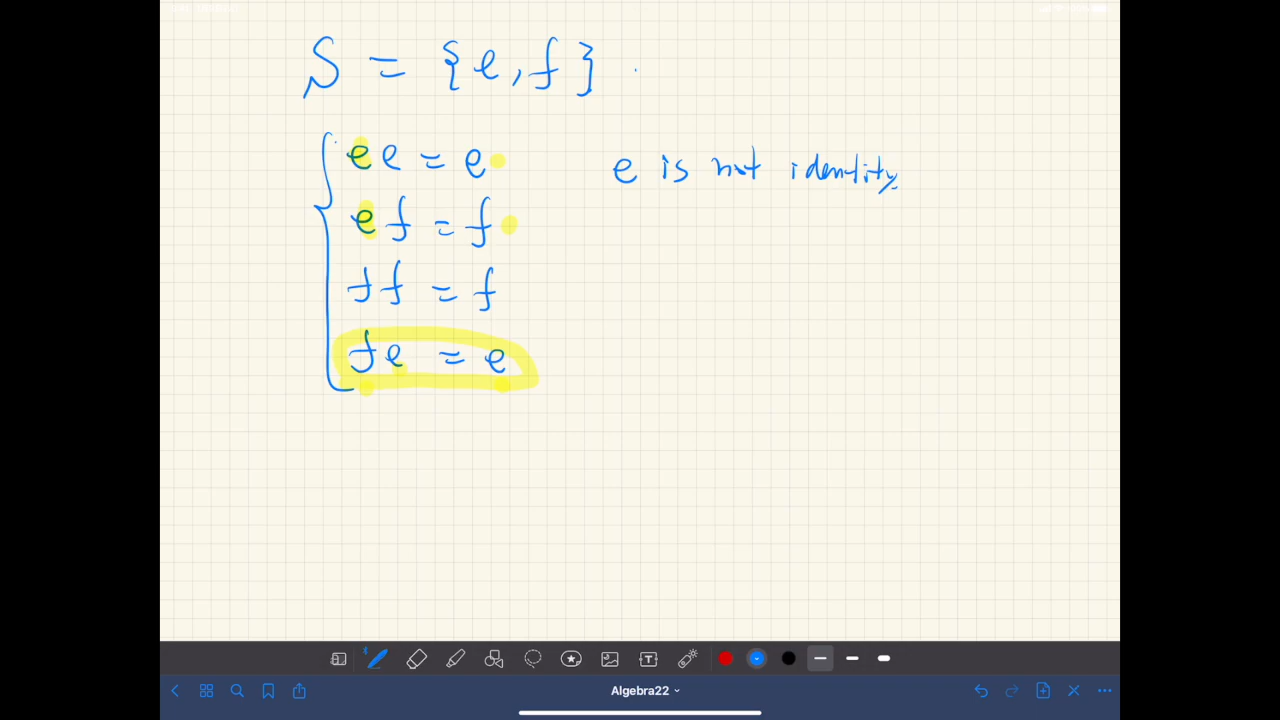 S = {e, f}
ee = e
e is not identity.
ef = f
ff = f
fe = e
Algebra22